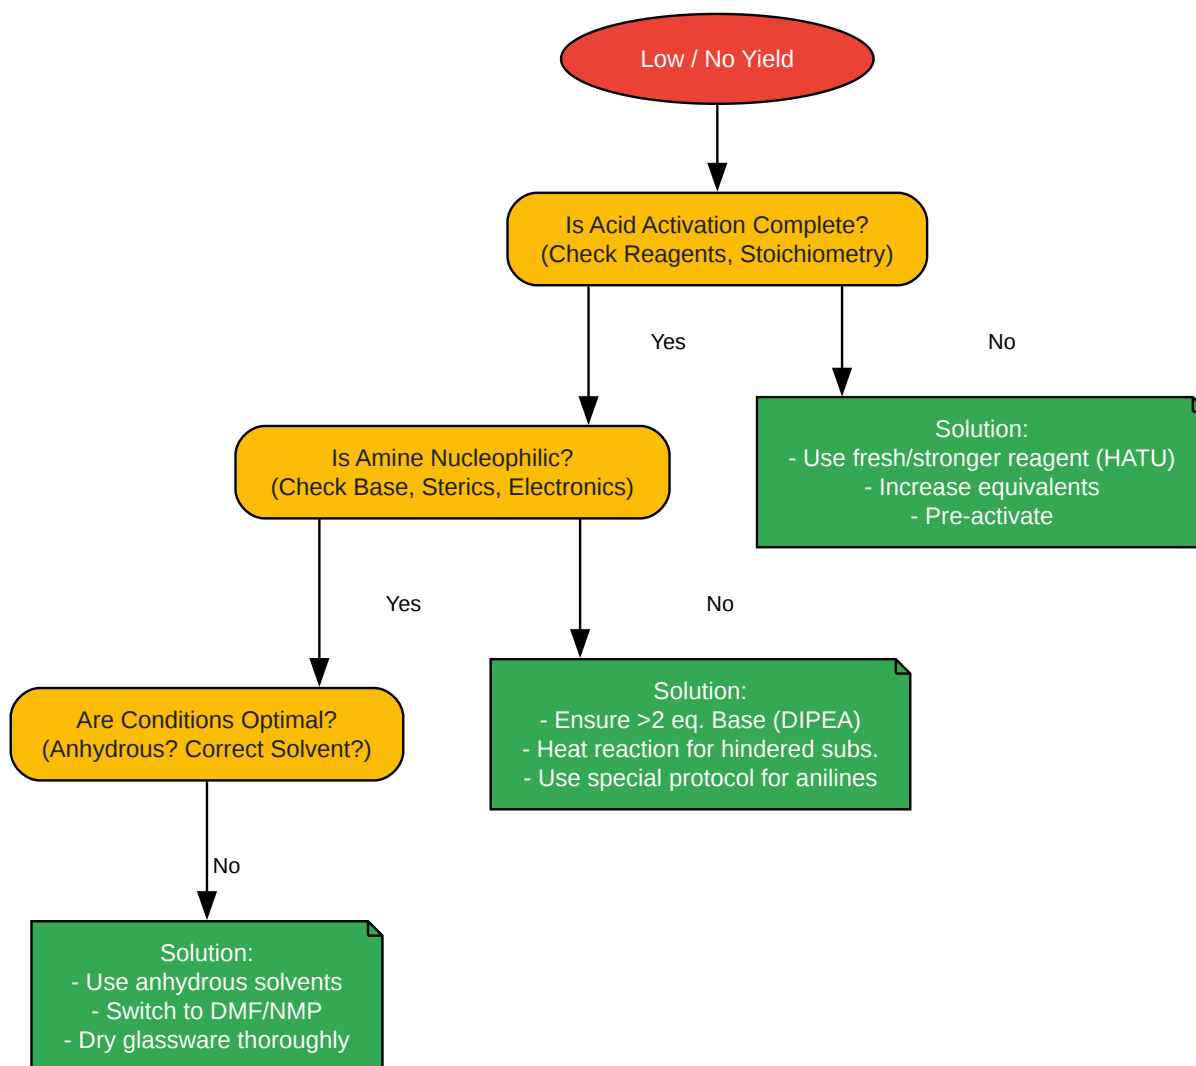 Low / No Yield
Is Acid Activation Complete?
(Check Reagents, Stoichiometry)
Yes
No
Solution:
- Use fresh/stronger reagent (HATU)
- Increase equivalents
- Pre-activate
Is Amine Nucleophilic?
(Check Base, Sterics, Electronics)
Yes
No
Solution:
- Ensure >2 eq. Base (DIPEA)
- Heat reaction for hindered subs.
- Use special protocol for anilines
Are Conditions Optimal?
(Anhydrous? Correct Solvent?)
No
Solution:
- Use anhydrous solvents
- Switch to DMF/NMP
- Dry glassware thoroughly